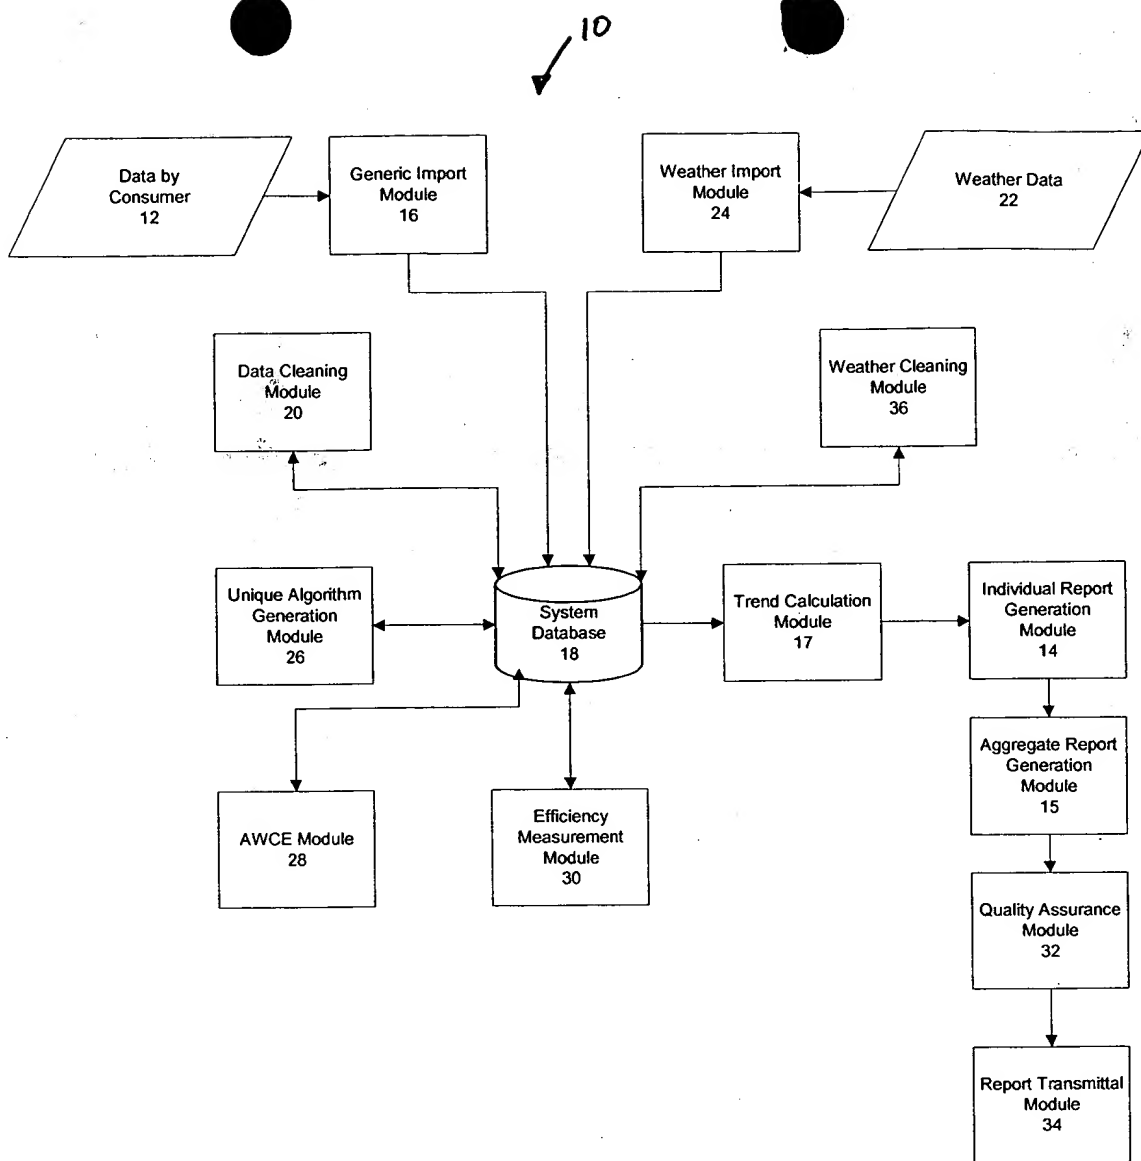 10
Data by
Consumer
12
Generic Import
Module
16
Weather Import
Module
24
Weather Data
22
Data Cleaning
Module
20
Weather Cleaning
Module
36
Unique Algorithm
Generation
Module
26
System
Database
18
Trend Calculation
Module
17
Individual Report
Generation
Module
14
Aggregate Report
Generation
Module
15
AWCE Module
28
Efficiency
Measurement
Module
30
Quality Assurance
Module
32
Report Transmittal
Module
34